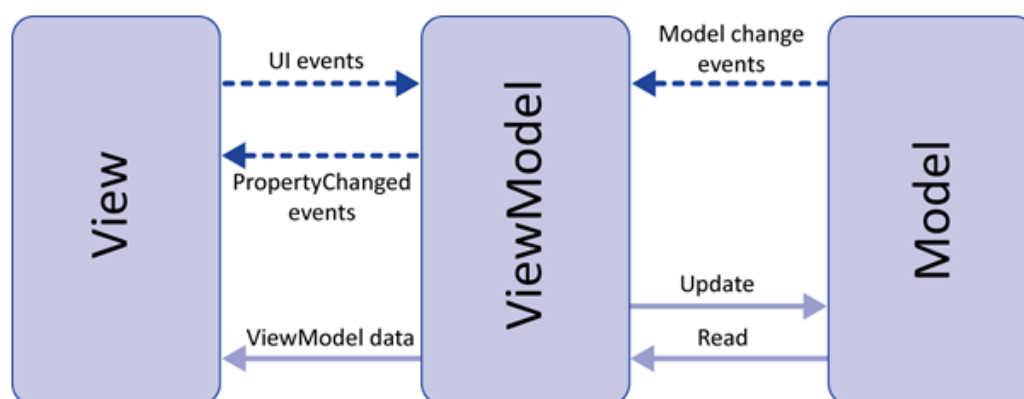 View
UI events
PropertyChanged
events
ViewModel data
ViewModel
Model change
events
Update
Read
Model